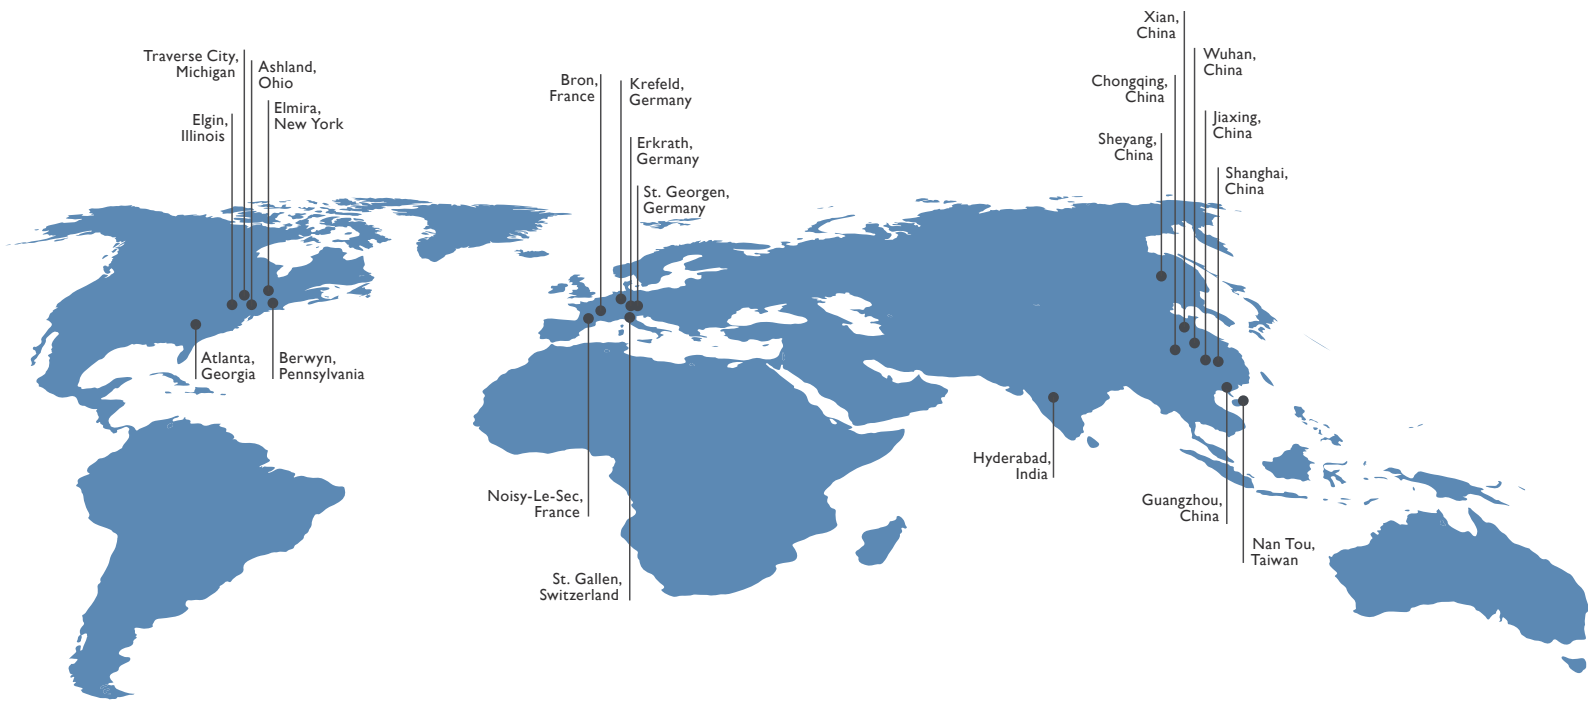 Traverse City,
Michigan
Ashland,
Ohio
Elmira,
New York
Elgin,
Illinois
Atlanta,
Georgia
Berwyn,
Pennsylvania
Bron,
France
Krefeld,
Germany
Erkrath,
Germany
St. Georgen,
Germany
Noisy-Le-Sec,
France
St. Gallen,
Switzerland
Xian,
China
Wuhan,
China
Chongqing,
China
Jiaxing,
China
Sheyang,
China
Shanghai,
China
Hyderabad,
India
Guangzhou,
China
Nan Tou,
Taiwan